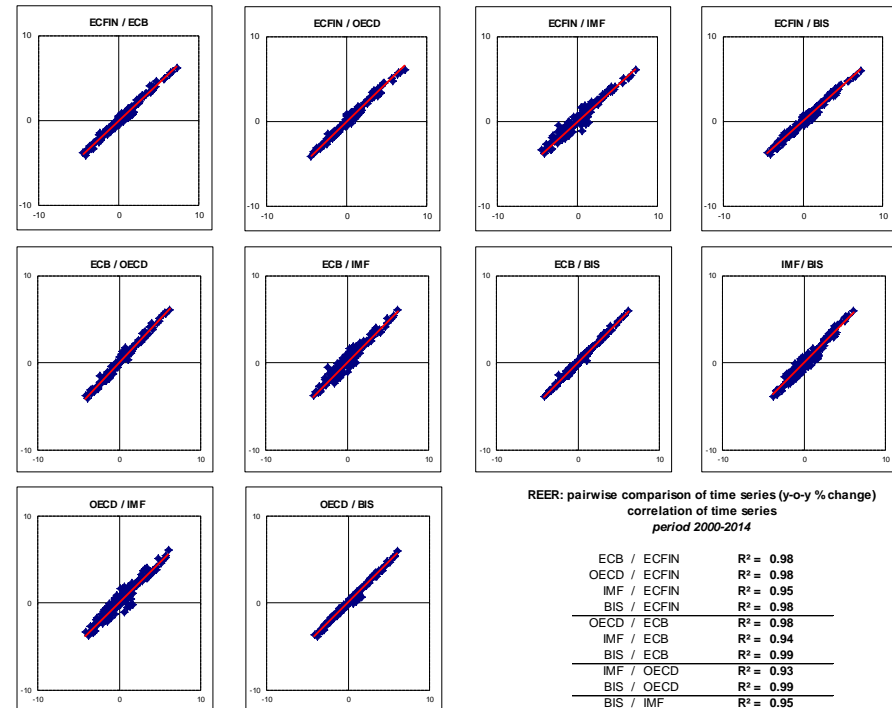 ECFIN / ECB
10
0
-10
-10
0
10
ECFIN / OECD
10
0
-10
-10
0
10
ECFIN / IMF
10
0
-10
-10
0
10
ECFIN / BIS
10
0
-10
-10
0
10
ECB / OECD
10
0
-10
-10
0
10
ECB / IMF
10
0
-10
-10
0
10
ECB / BIS
10
0
-10
-10
0
10
IMF / BIS
10
0
-10
-10
0
10
OECD / IMF
10
0
-10
-10
0
10
OECD / BIS
10
0
-10
-10
0
10
REER: pairwise comparison of time series (y-o-y % change)
correlation of time series
period 2000-2014
ECB / ECFIN R² = 0.98
OECD / ECFIN R² = 0.98
IMF / ECFIN R² = 0.95
BIS / ECFIN R² = 0.98
OECD / ECB R² = 0.98
IMF / ECB R² = 0.94
BIS / ECB R² = 0.99
IMF / OECD R² = 0.93
BIS / OECD R² = 0.99
BIS / IMF R² = 0.95